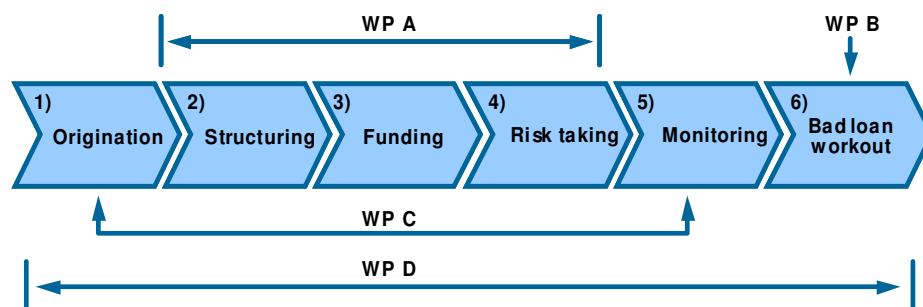 WP A
WP B
1)
Origination
2)
Structuring
3)
Funding
4)
Risk taking
5)
Monitoring
6)
Bad loan
workout
WP C
WP D